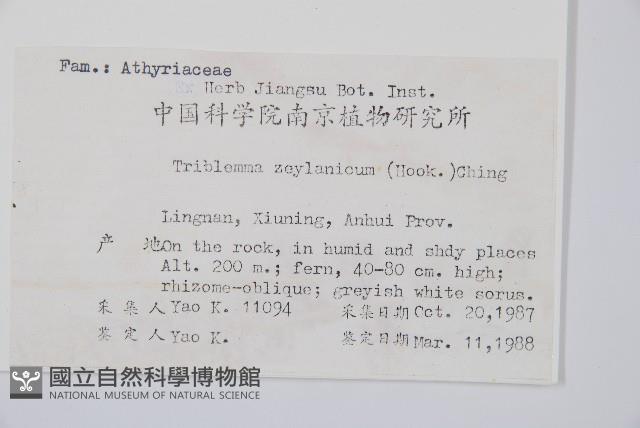 Fam.: Athyriaceae
Ex Herb Jiangsu Bot. Inst.
中国科学院南京植物研究所
Triblemma zeylanicum (Hook.)Ching
Lingnan, Xiuning, Anhui Prov.
产 地On the rock, in humid and shdy places
Alt. 200 m.; fern, 40-80 cm. high;
rhizome-oblique; greyish white sorus.
采集人Yao K. 11094 采集日期Oct. 20,1987
鉴定人Yao K. 鉴定日期Mar. 11,1988
國立自然科學博物館
NATIONAL MUSEUM OF NATURAL SCIENCE